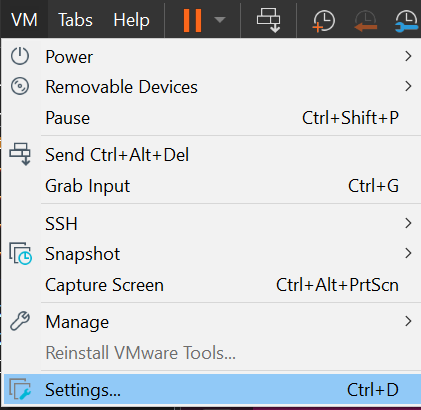 VM Tabs Help
Power
Removable Devices
Pause Ctrl+Shift+P
Send Ctrl+Alt+Del
Grab Input Ctrl+G
SSH
Snapshot
Capture Screen Ctrl+Alt+PrtScn
Manage
Reinstall VMware Tools...
Settings... Ctrl+D